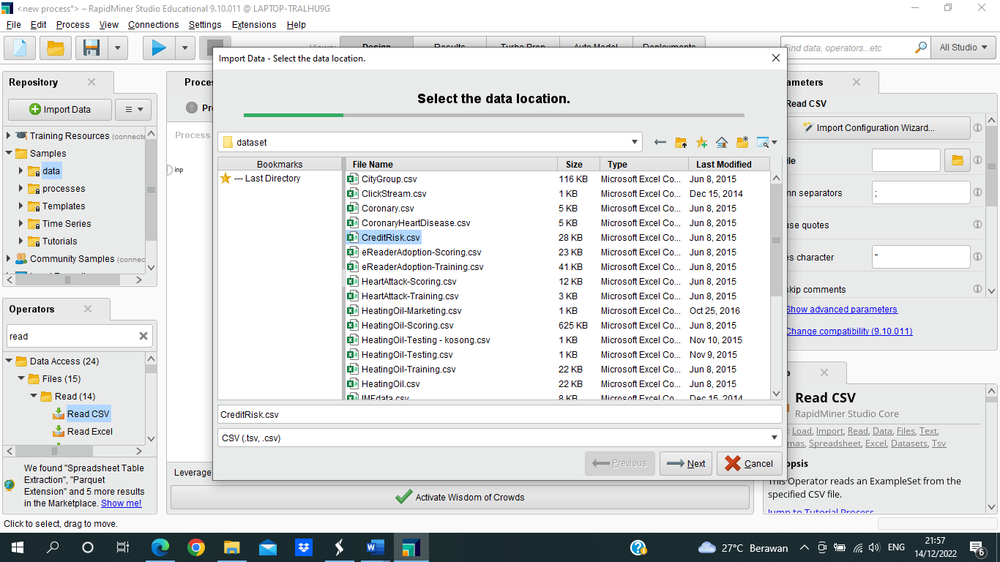 <new process*> – RapidMiner Studio Educational 9.10.011 @ LAPTOP-TRALHU9G
File Edit Process View Connections Settings Extensions Help
Views: Design Results Turbo Prep Auto Model Deployments
Find data, operators...etc
All Studio
Repository
Import Data
Training Resources (connecte
Samples
data
processes
Templates
Time Series
Tutorials
Community Samples (connec
Operators
read
Data Access (24)
Files (15)
Read (14)
Read CSV
Read Excel
We found "Spreadsheet Table
Extraction", "Parquet
Extension" and 5 more results
in the Marketplace. Show me!
Click to select, drag to move.
Proces
Pr
Process
inp
Leverage
Activate Wisdom of Crowds
Import Data - Select the data location.
Select the data location.
dataset
Bookmarks
--- Last Directory
File Name Size Type Last Modified
CityGroup.csv 116 KB Microsoft Excel Co... Jun 8, 2015
ClickStream.csv 1 KB Microsoft Excel Co... Dec 15, 2014
Coronary.csv 5 KB Microsoft Excel Co... Jun 8, 2015
CoronaryHeartDisease.csv 5 KB Microsoft Excel Co... Jun 8, 2015
CreditRisk.csv 28 KB Microsoft Excel Co... Jun 8, 2015
eReaderAdoption-Scoring.csv 23 KB Microsoft Excel Co... Jun 8, 2015
eReaderAdoption-Training.csv 41 KB Microsoft Excel Co... Jun 8, 2015
HeartAttack-Scoring.csv 12 KB Microsoft Excel Co... Jun 8, 2015
HeartAttack-Training.csv 3 KB Microsoft Excel Co... Jun 8, 2015
HeatingOil-Marketing.csv 1 KB Microsoft Excel Co... Oct 25, 2016
HeatingOil-Scoring.csv 625 KB Microsoft Excel Co... Jun 8, 2015
HeatingOil-Testing - kosong.csv 1 KB Microsoft Excel Co... Nov 10, 2015
HeatingOil-Testing.csv 1 KB Microsoft Excel Co... Nov 9, 2015
HeatingOil-Training.csv 22 KB Microsoft Excel Co... Jun 8, 2015
HeatingOil.csv 22 KB Microsoft Excel Co... Jun 8, 2015
IMFdata.csv 8 KB Microsoft Excel Co... Dec 15, 2014
CreditRisk.csv
CSV (.tsv, .csv)
Previous Next Cancel
ameters
Read CSV
Import Configuration Wizard...
ile
mn separators ;
use quotes
es character "
skip comments
Show advanced parameters
Change compatibility (9.10.011)
p
Read CSV
RapidMiner Studio Core
: Load, Import, Read, Data, Files, Text,
mas, Spreadsheet, Excel, Datasets, Tsv
opsis
This Operator reads an ExampleSet from the
specified CSV file.
Jump to Tutorial Process
27°C Berawan
ENG
21:57
14/12/2022
6